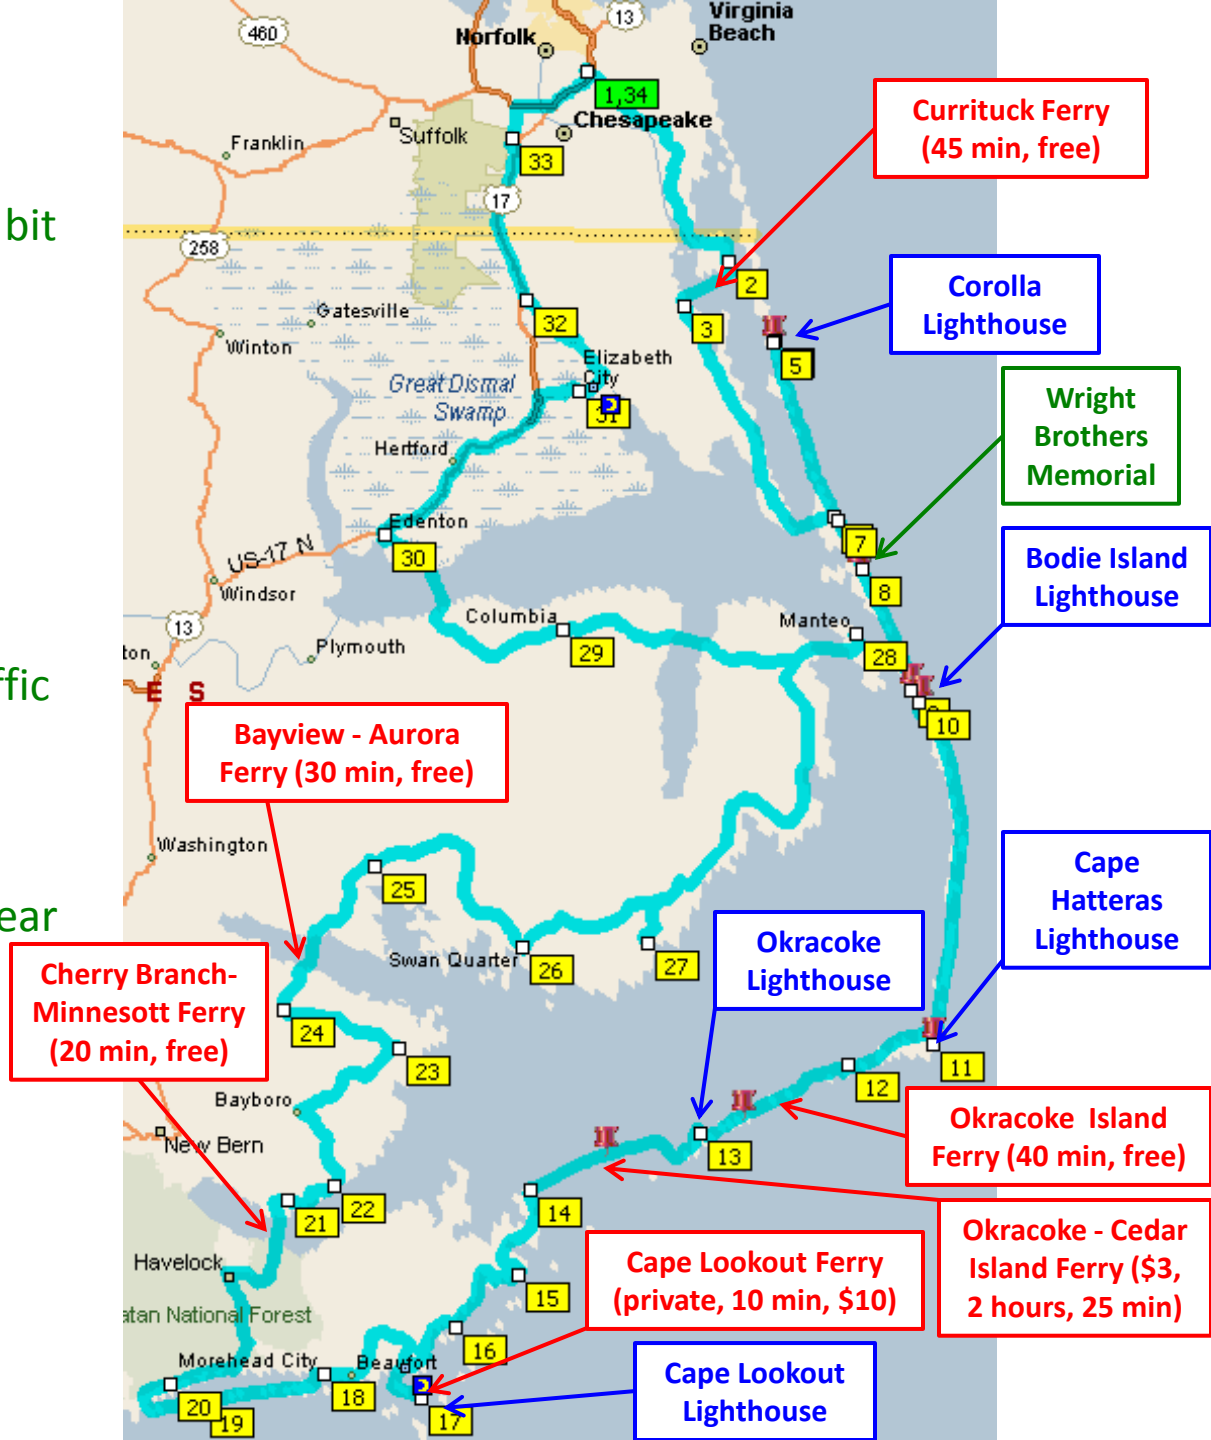 13
Virginia
Beach
460
Norfolk
1,34
Chesapeake
Currituck Ferry
(45 min, free)
Suffolk
Franklin
33
17
bit
258
2
Corolla
Lighthouse
Gatesville
32
3
Winton
Elizabeth
City
5
Great Dismal
Swamp
31
Wright
Brothers
Memorial
Hertford
Edenton
7
US-17 N
30
Bodie Island
Lighthouse
Windsor
8
Columbia
Manteo
13
29
28
Plymouth
ton
ffic
E S
10
Bayview - Aurora
Ferry (30 min, free)
Washington
25
Cape
Hatteras
Lighthouse
ear
Okracoke
Lighthouse
Swan Quarter
26
27
Cherry Branch-
Minnesott Ferry
(20 min, free)
24
23
11
12
Bayboro
New Bern
Okracoke Island
Ferry (40 min, free)
13
22
21
14
Okracoke - Cedar
Island Ferry ($3,
2 hours, 25 min)
Havelock
Cape Lookout Ferry
(private, 10 min, $10)
15
atan National Forest
16
Morehead City
Beaufort
Cape Lookout
Lighthouse
18
20
19
17